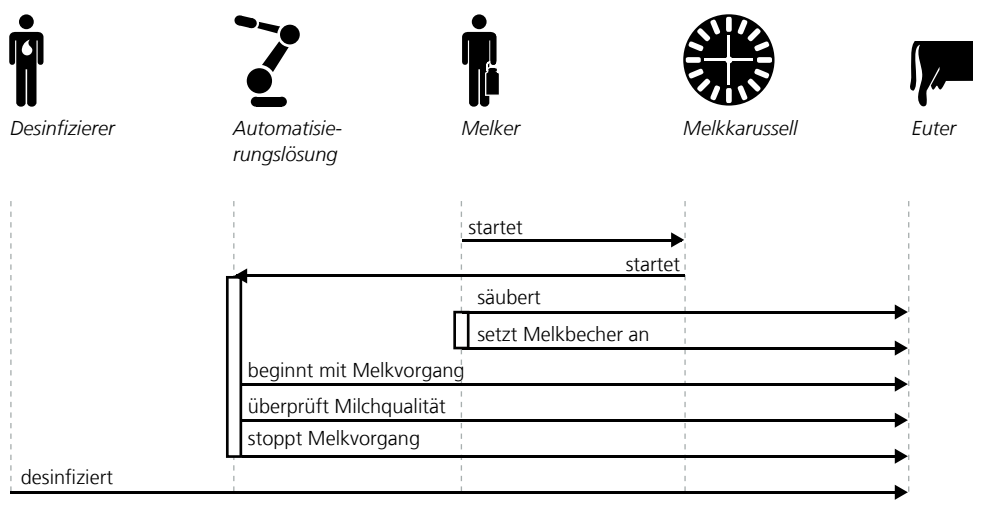 Desinfizierer
Automatisie-
rungslösung
Melker
Melkkarussell
Euter
startet
startet
säubert
setzt Melkbecher an
beginnt mit Melkvorgang
überprüft Milchqualität
stoppt Melkvorgang
desinfiziert